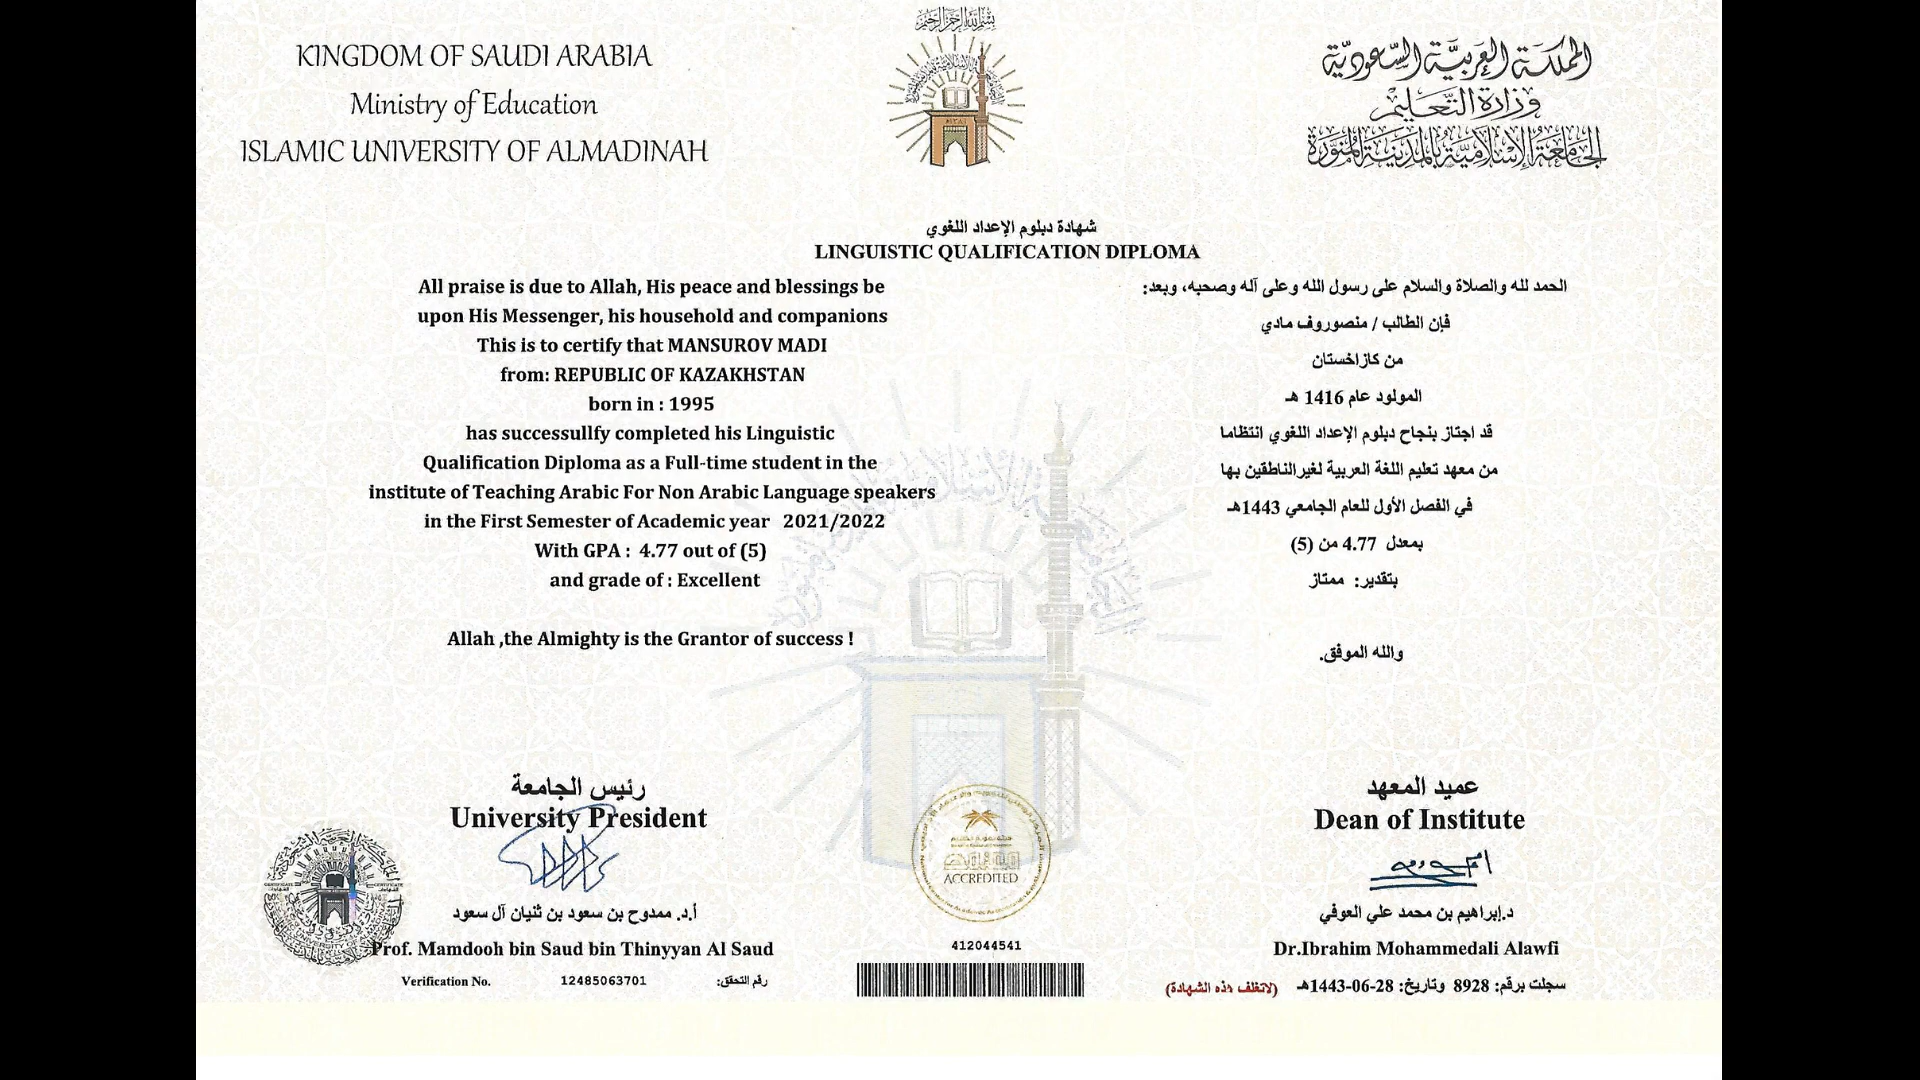 بسم الله الرحمن الرحيم
KINGDOM OF SAUDI ARABIA
Ministry of Education
ISLAMIC UNIVERSITY OF ALMADINAH
المملكة العربية السعودية
وزارة التعليم
الجامعة الإسلامية بالمدينة المنورة
شهادة دبلوم الإعداد اللغوي
LINGUISTIC QUALIFICATION DIPLOMA
All praise is due to Allah, His peace and blessings be
upon His Messenger, his household and companions
This is to certify that MANSUROV MADI
from: REPUBLIC OF KAZAKHSTAN
born in : 1995
has successullfy completed his Linguistic
Qualification Diploma as a Full-time student in the
institute of Teaching Arabic For Non Arabic Language speakers
in the First Semester of Academic year 2021/2022
With GPA : 4.77 out of (5)
and grade of : Excellent
Allah ,the Almighty is the Grantor of success !
الحمد لله والصلاة والسلام على رسول الله وعلى آله وصحبه، وبعد:
فإن الطالب / منصوروف مادي
من كازاخستان
المولود عام 1416 هـ
قد اجتاز بنجاح دبلوم الإعداد اللغوي انتظاما
من معهد تعليم اللغة العربية لغيرالناطقين بها
في الفصل الأول للعام الجامعي 1443هـ
بمعدل 4.77 من (5)
بتقدير: ممتاز
والله الموفق.
رئيس الجامعة
University President
أ.د. ممدوح بن سعود بن ثنيان آل سعود
Prof. Mamdooh bin Saud bin Thinyyan Al Saud
Verification No. 12485063701 رقم التحقق:
ACCREDITED
412044541
عميد المعهد
Dean of Institute
د.إبراهيم بن محمد علي العوفي
Dr.Ibrahim Mohammedali Alawfi
سجلت برقم: 8928 وتاريخ: 28-06-1443هـ (لاتغلف هذه الشهادة)